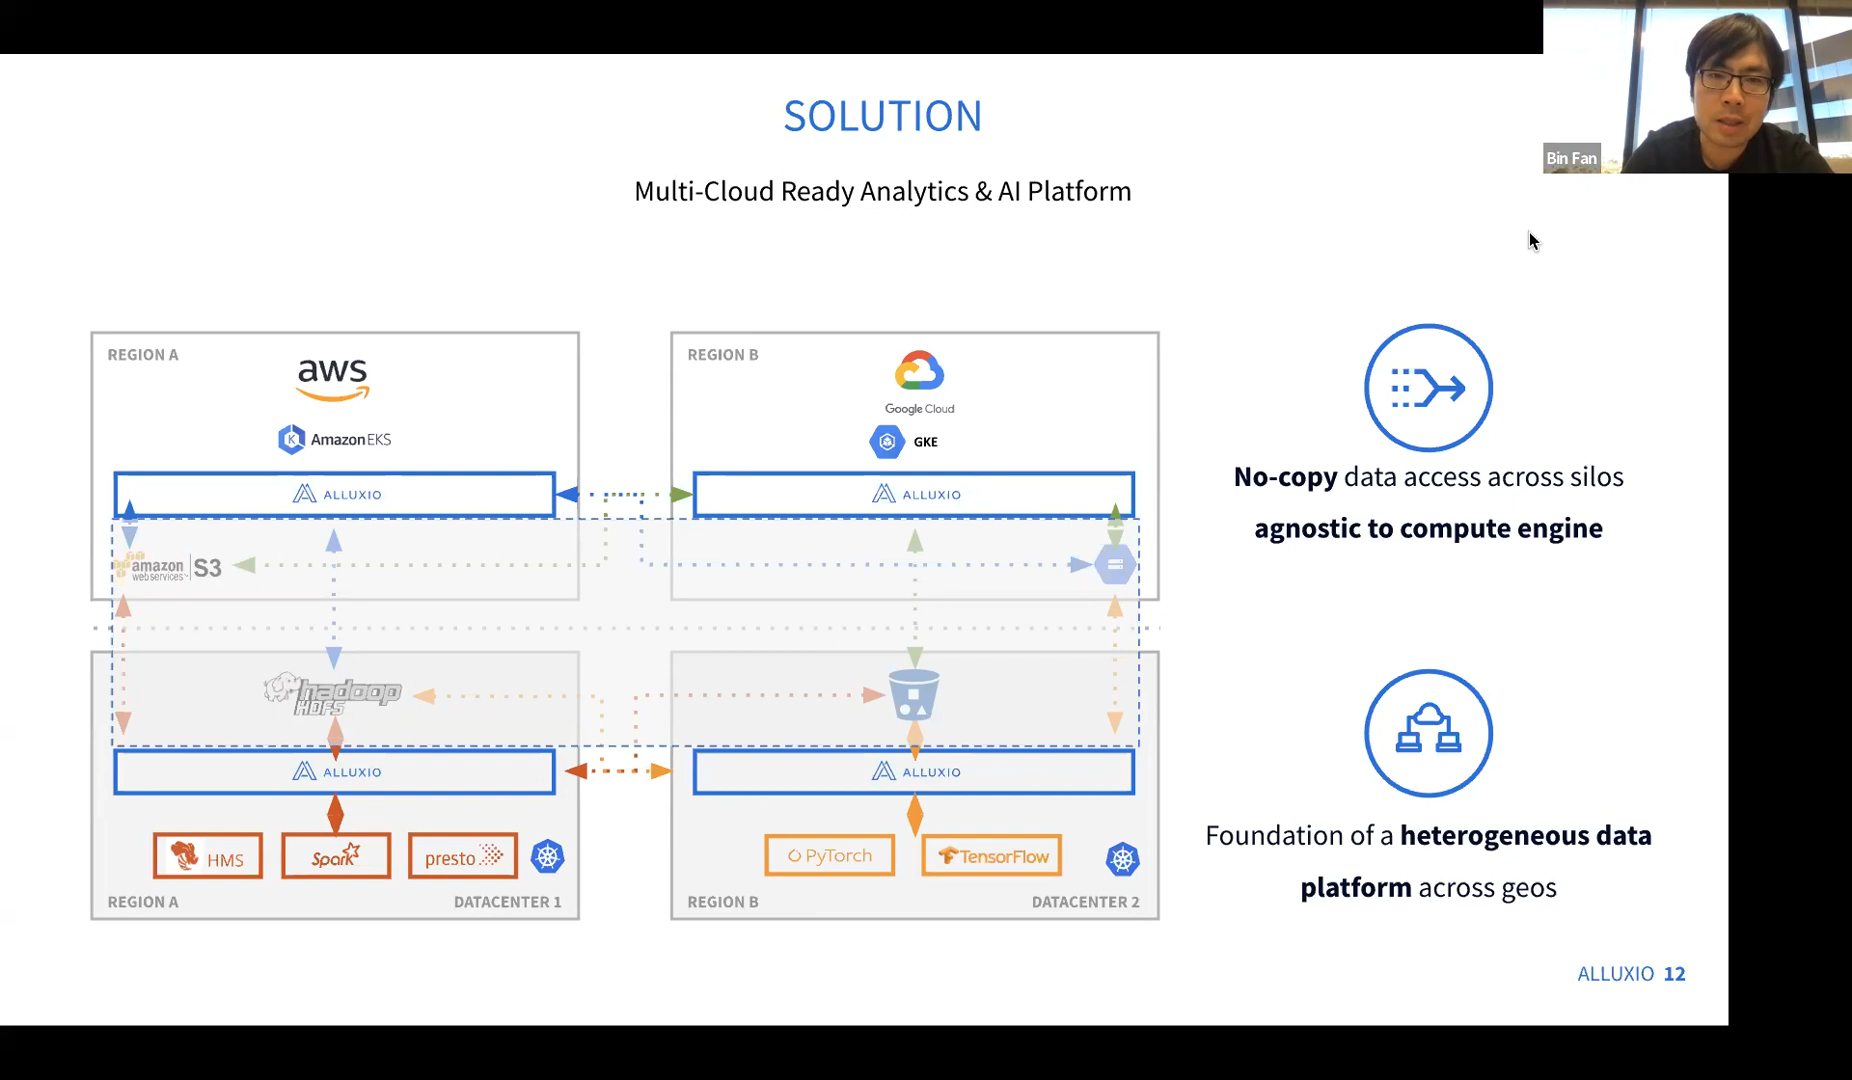 Bin Fan
SOLUTION
Multi-Cloud Ready Analytics & AI Platform
REGION A
aws
Amazon EKS
ALLUXIO
amazon
webservices™
S3
REGION B
Google Cloud
GKE
ALLUXIO
hadoop
HDFS
ALLUXIO
HMS
Spark
presto
REGION A
DATACENTER 1
ALLUXIO
PyTorch
TensorFlow
REGION B
DATACENTER 2
No-copy data access across silos
agnostic to compute engine
Foundation of a heterogeneous data
platform across geos
ALLUXIO 12